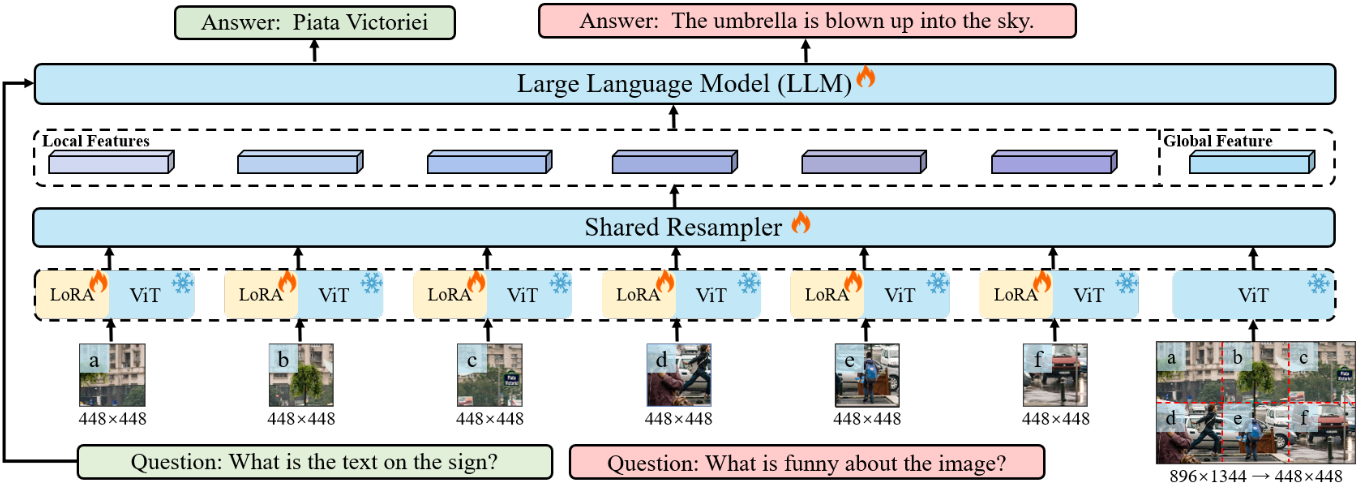 Answer: Piata Victoriei
Answer: The umbrella is blown up into the sky.
Large Language Model (LLM)
Local Features
Global Feature
Shared Resampler
LoRA ViT LoRA ViT LoRA ViT LoRA ViT LoRA ViT LoRA ViT ViT
a b c d e f
a b c
Piata
Victoriei
d e f
448×448 448×448 448×448 448×448 448×448 448×448
896×1344 → 448×448
Question: What is the text on the sign?
Question: What is funny about the image?